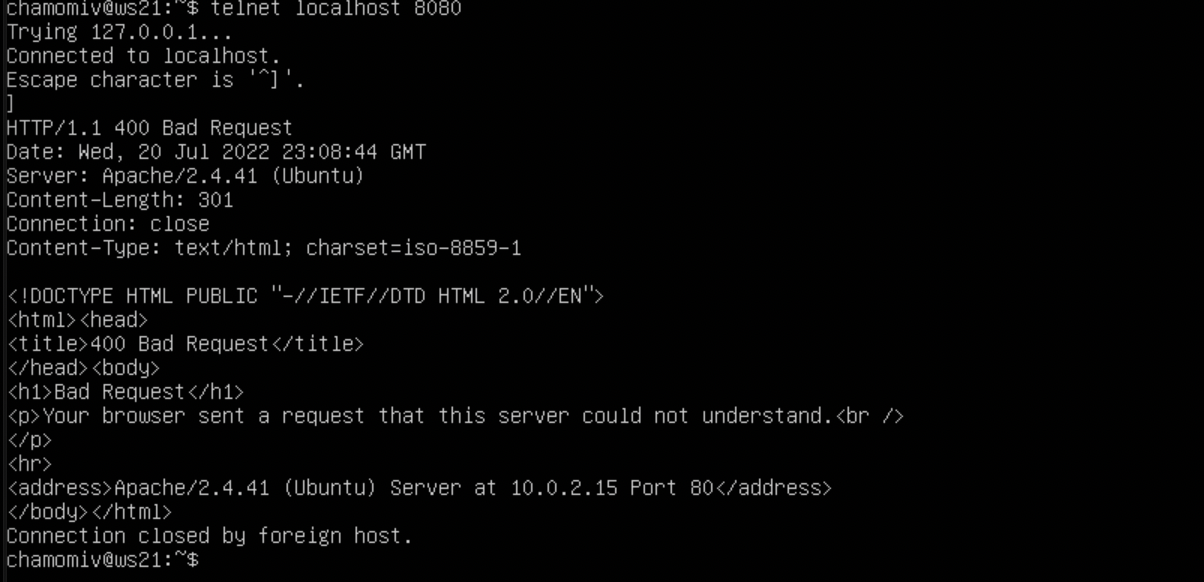 chamomiv@ws21:~$ telnet localhost 8080
Trying 127.0.0.1...
Connected to localhost.
Escape character is '^]'.
]
HTTP/1.1 400 Bad Request
Date: Wed, 20 Jul 2022 23:08:44 GMT
Server: Apache/2.4.41 (Ubuntu)
Content-Length: 301
Connection: close
Content-Type: text/html; charset=iso-8859-1

<!DOCTYPE HTML PUBLIC "-//IETF//DTD HTML 2.0//EN">
<html><head>
<title>400 Bad Request</title>
</head><body>
<h1>Bad Request</h1>
<p>Your browser sent a request that this server could not understand.<br />
</p>
<hr>
<address>Apache/2.4.41 (Ubuntu) Server at 10.0.2.15 Port 80</address>
</body></html>
Connection closed by foreign host.
chamomiv@ws21:~$